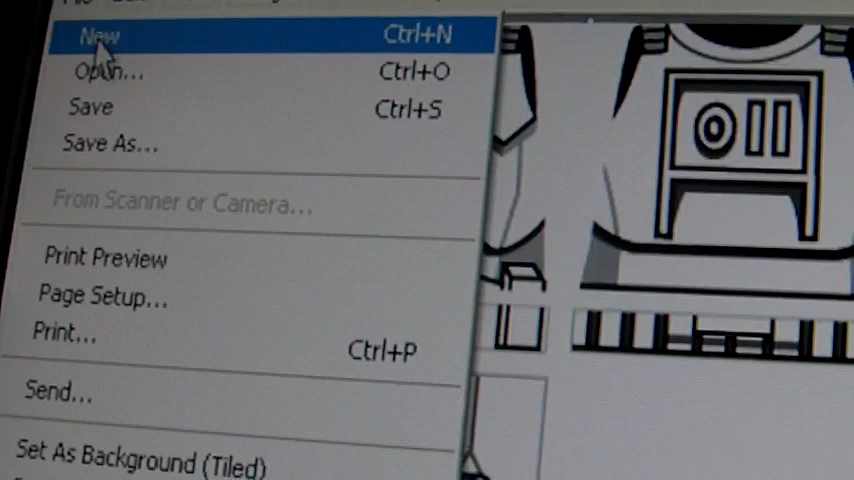 New Ctrl+N
Open... Ctrl+O
Save Ctrl+S
Save As...
From Scanner or Camera...
Print Preview
Page Setup...
Print... Ctrl+P
Send...
Set As Background (Tiled)